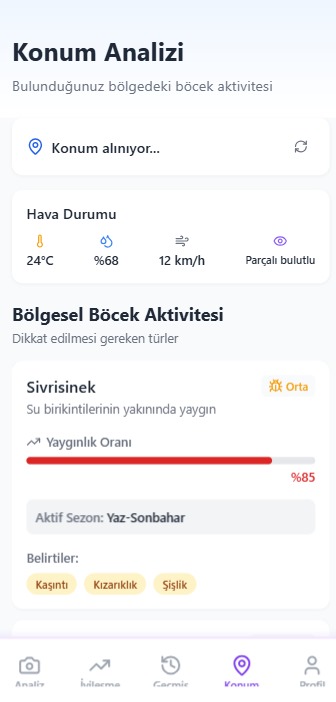 Konum Analizi
Bulunduğunuz bölgedeki böcek aktivitesi
Konum alınıyor...
Hava Durumu
24°C %68 12 km/h Parçalı bulutlu
Bölgesel Böcek Aktivitesi
Dikkat edilmesi gereken türler
Sivrisinek Orta
Su birikintilerinin yakınında yaygın
Yaygınlık Oranı
%85
Aktif Sezon: Yaz-Sonbahar
Belirtiler:
Kaşıntı Kızarıklık Şişlik
Analiz İyileşme Geçmiş Konum Profil